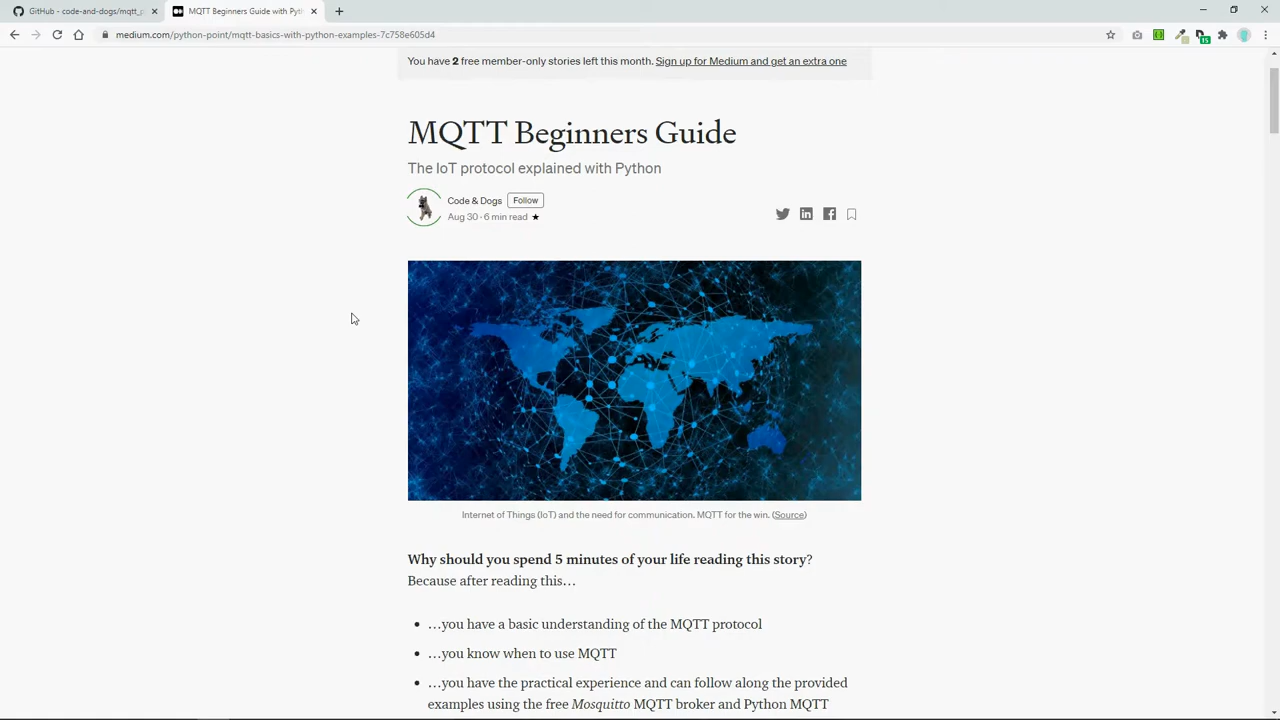 GitHub - code-and-dogs/mqtt_p
MQTT Beginners Guide with Pyth
medium.com/python-point/mqtt-basics-with-python-examples-7c758e605d4
15
You have 2 free member-only stories left this month. Sign up for Medium and get an extra one
MQTT Beginners Guide
The IoT protocol explained with Python
Code & Dogs Follow
Aug 30 · 6 min read ★
Internet of Things (IoT) and the need for communication. MQTT for the win. (Source)
Why should you spend 5 minutes of your life reading this story?
Because after reading this…
• …you have a basic understanding of the MQTT protocol
• …you know when to use MQTT
• …you have the practical experience and can follow along the provided
examples using the free Mosquitto MQTT broker and Python MQTT